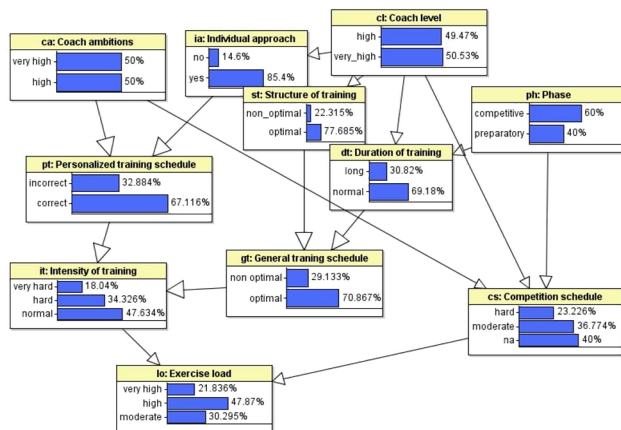 ca: Coach ambitions
very high 50%
high 50%
ia: Individual approach
no 14.6%
yes 85.4%
cl: Coach level
high 49.47%
very_high 50.53%
st: Structure of training
non_optimal 22.315%
optimal 77.685%
ph: Phase
competitive 60%
preparatory 40%
pt: Personalized training schedule
incorrect 32.884%
correct 67.116%
dt: Duration of training
long 30.82%
normal 69.18%
it: Intensity of training
very hard 18.04%
hard 34.326%
normal 47.634%
gt: General traning schedule
non optimal 29.133%
optimal 70.867%
cs: Competition schedule
hard 23.226%
moderate 36.774%
na 40%
lo: Exercise load
very high 21.836%
high 47.87%
moderate 30.295%